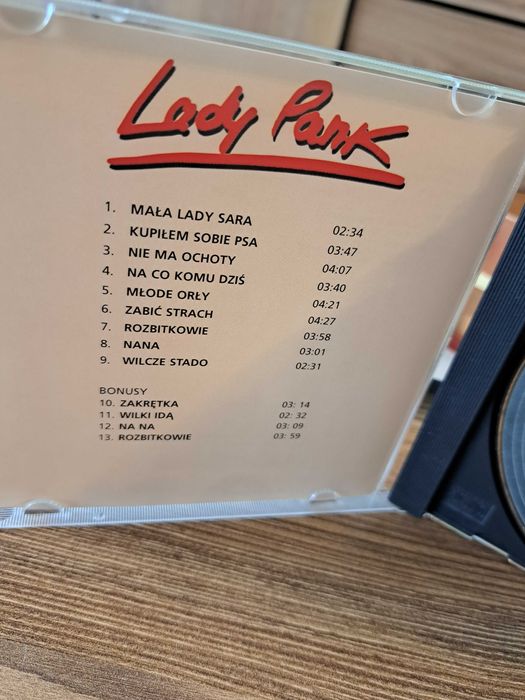 Lady Pank
1. MAŁA LADY SARA 02:34
2. KUPIŁEM SOBIE PSA 03:47
3. NIE MA OCHOTY 04:07
4. NA CO KOMU DZIŚ 03:40
5. MŁODE ORŁY 04:21
6. ZABIĆ STRACH 04:27
7. ROZBITKOWIE 03:58
8. NANA 03:01
9. WILCZE STADO 02:31
BONUSY
10. ZAKRĘTKA 03: 14
11. WILKI IDĄ 02: 32
12. NA NA 03: 09
13. ROZBITKOWIE 03: 59